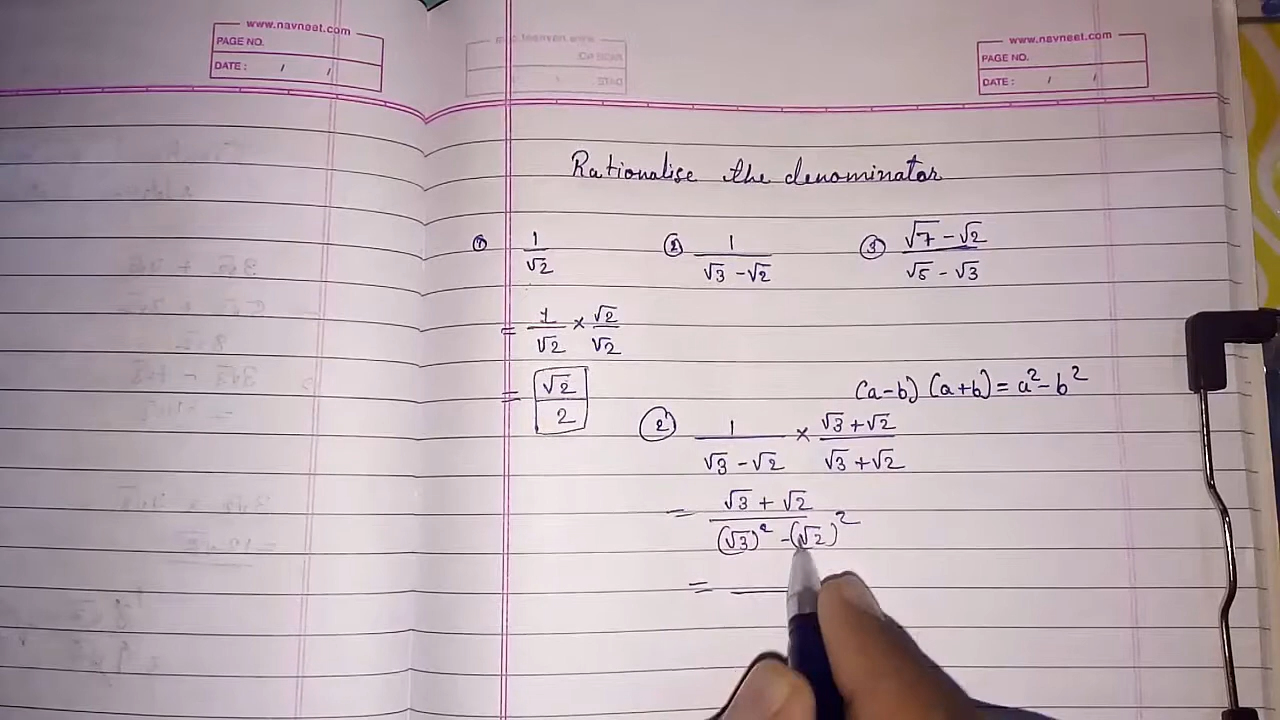 www.navneet.com
PAGE NO.
DATE : / /
www.navneet.com
PAGE NO.
DATE : / /
Rationalise the denominator
① 1/√2 ② 1/(√3 - √2) ③ (√7 - √2)/(√5 - √3)
= 1/√2 × √2/√2
= √2/2
(a-b) (a+b) = a² - b²
② 1/(√3 - √2) × (√3 + √2)/(√3 + √2)
= (√3 + √2)/((√3)² - (√2)²)
=